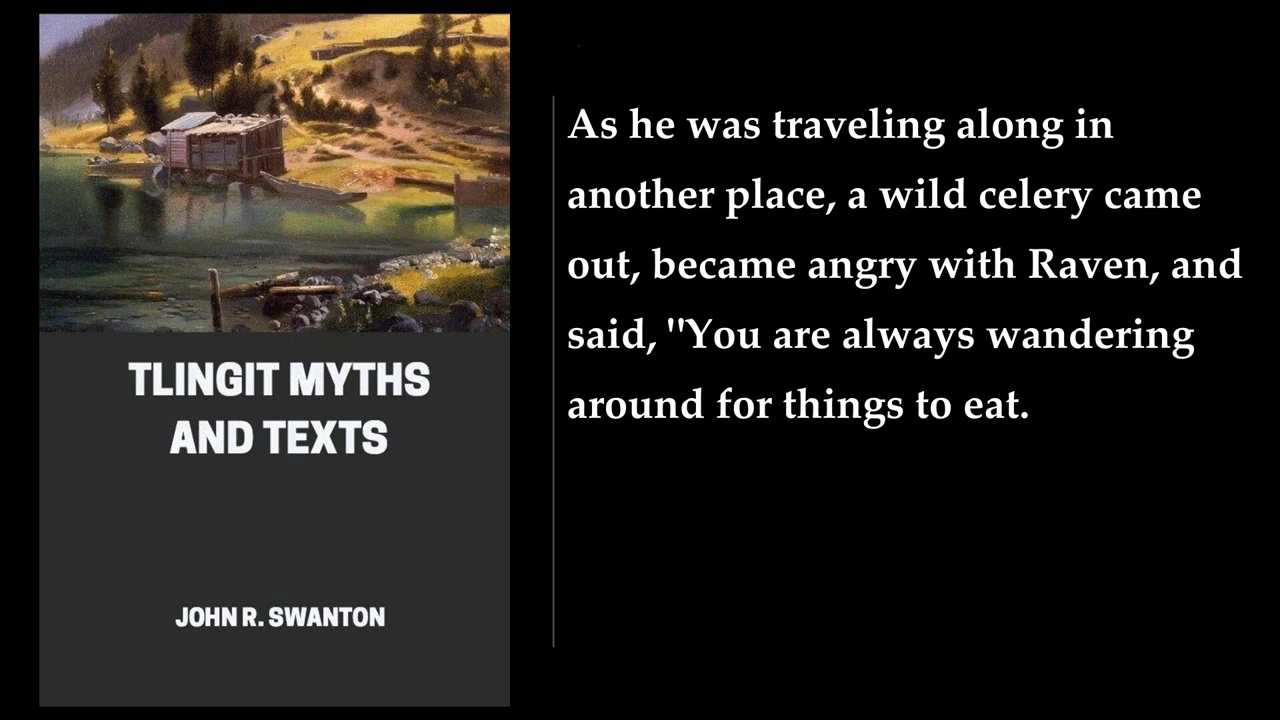 TLINGIT MYTHS
AND TEXTS
JOHN R. SWANTON
As he was traveling along in
another place, a wild celery came
out, became angry with Raven, and
said, "You are always wandering
around for things to eat.